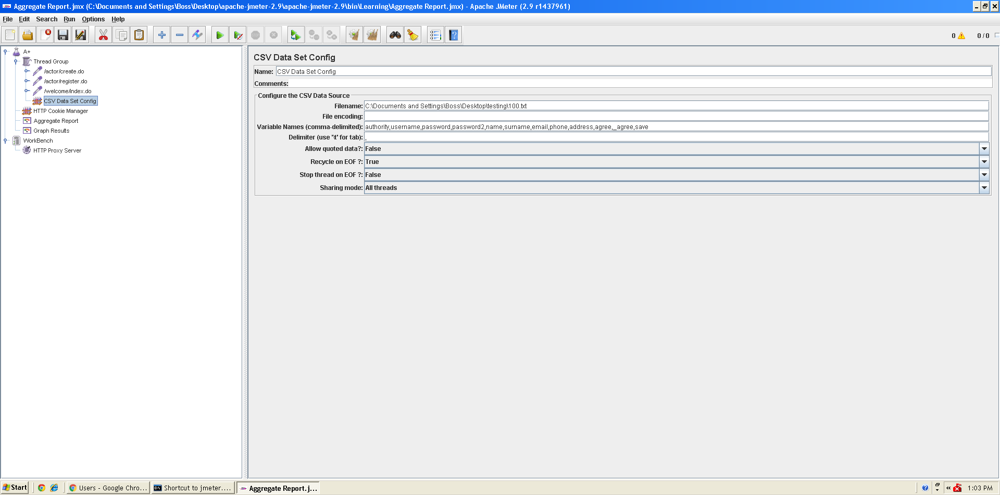 Aggregate Report.jmx (C:\Documents and Settings\Boss\Desktop\apache-jmeter-2.9\apache-jmeter-2.9\bin\Learning\Aggregate Report.jmx) - Apache JMeter (2.9 r1437961)
File Edit Search Run Options Help
0 0 / 0
A+
Thread Group
/actor/create.do
/actor/register.do
/welcome/index.do
CSV Data Set Config
HTTP Cookie Manager
Aggregate Report
Graph Results
WorkBench
HTTP Proxy Server
CSV Data Set Config
Name: CSV Data Set Config
Comments:
Configure the CSV Data Source
Filename: C:\Documents and Settings\Boss\Desktop\testing\100.txt
File encoding:
Variable Names (comma-delimited): authority,username,password,password2,name,surname,email,phone,address,agree,_agree,save
Delimiter (use '\t' for tab): ,
Allow quoted data?: False
Recycle on EOF ?: True
Stop thread on EOF ?: False
Sharing mode: All threads
Start Users - Google Chro... Shortcut to jmeter.... Aggregate Report.j... « 1:03 PM